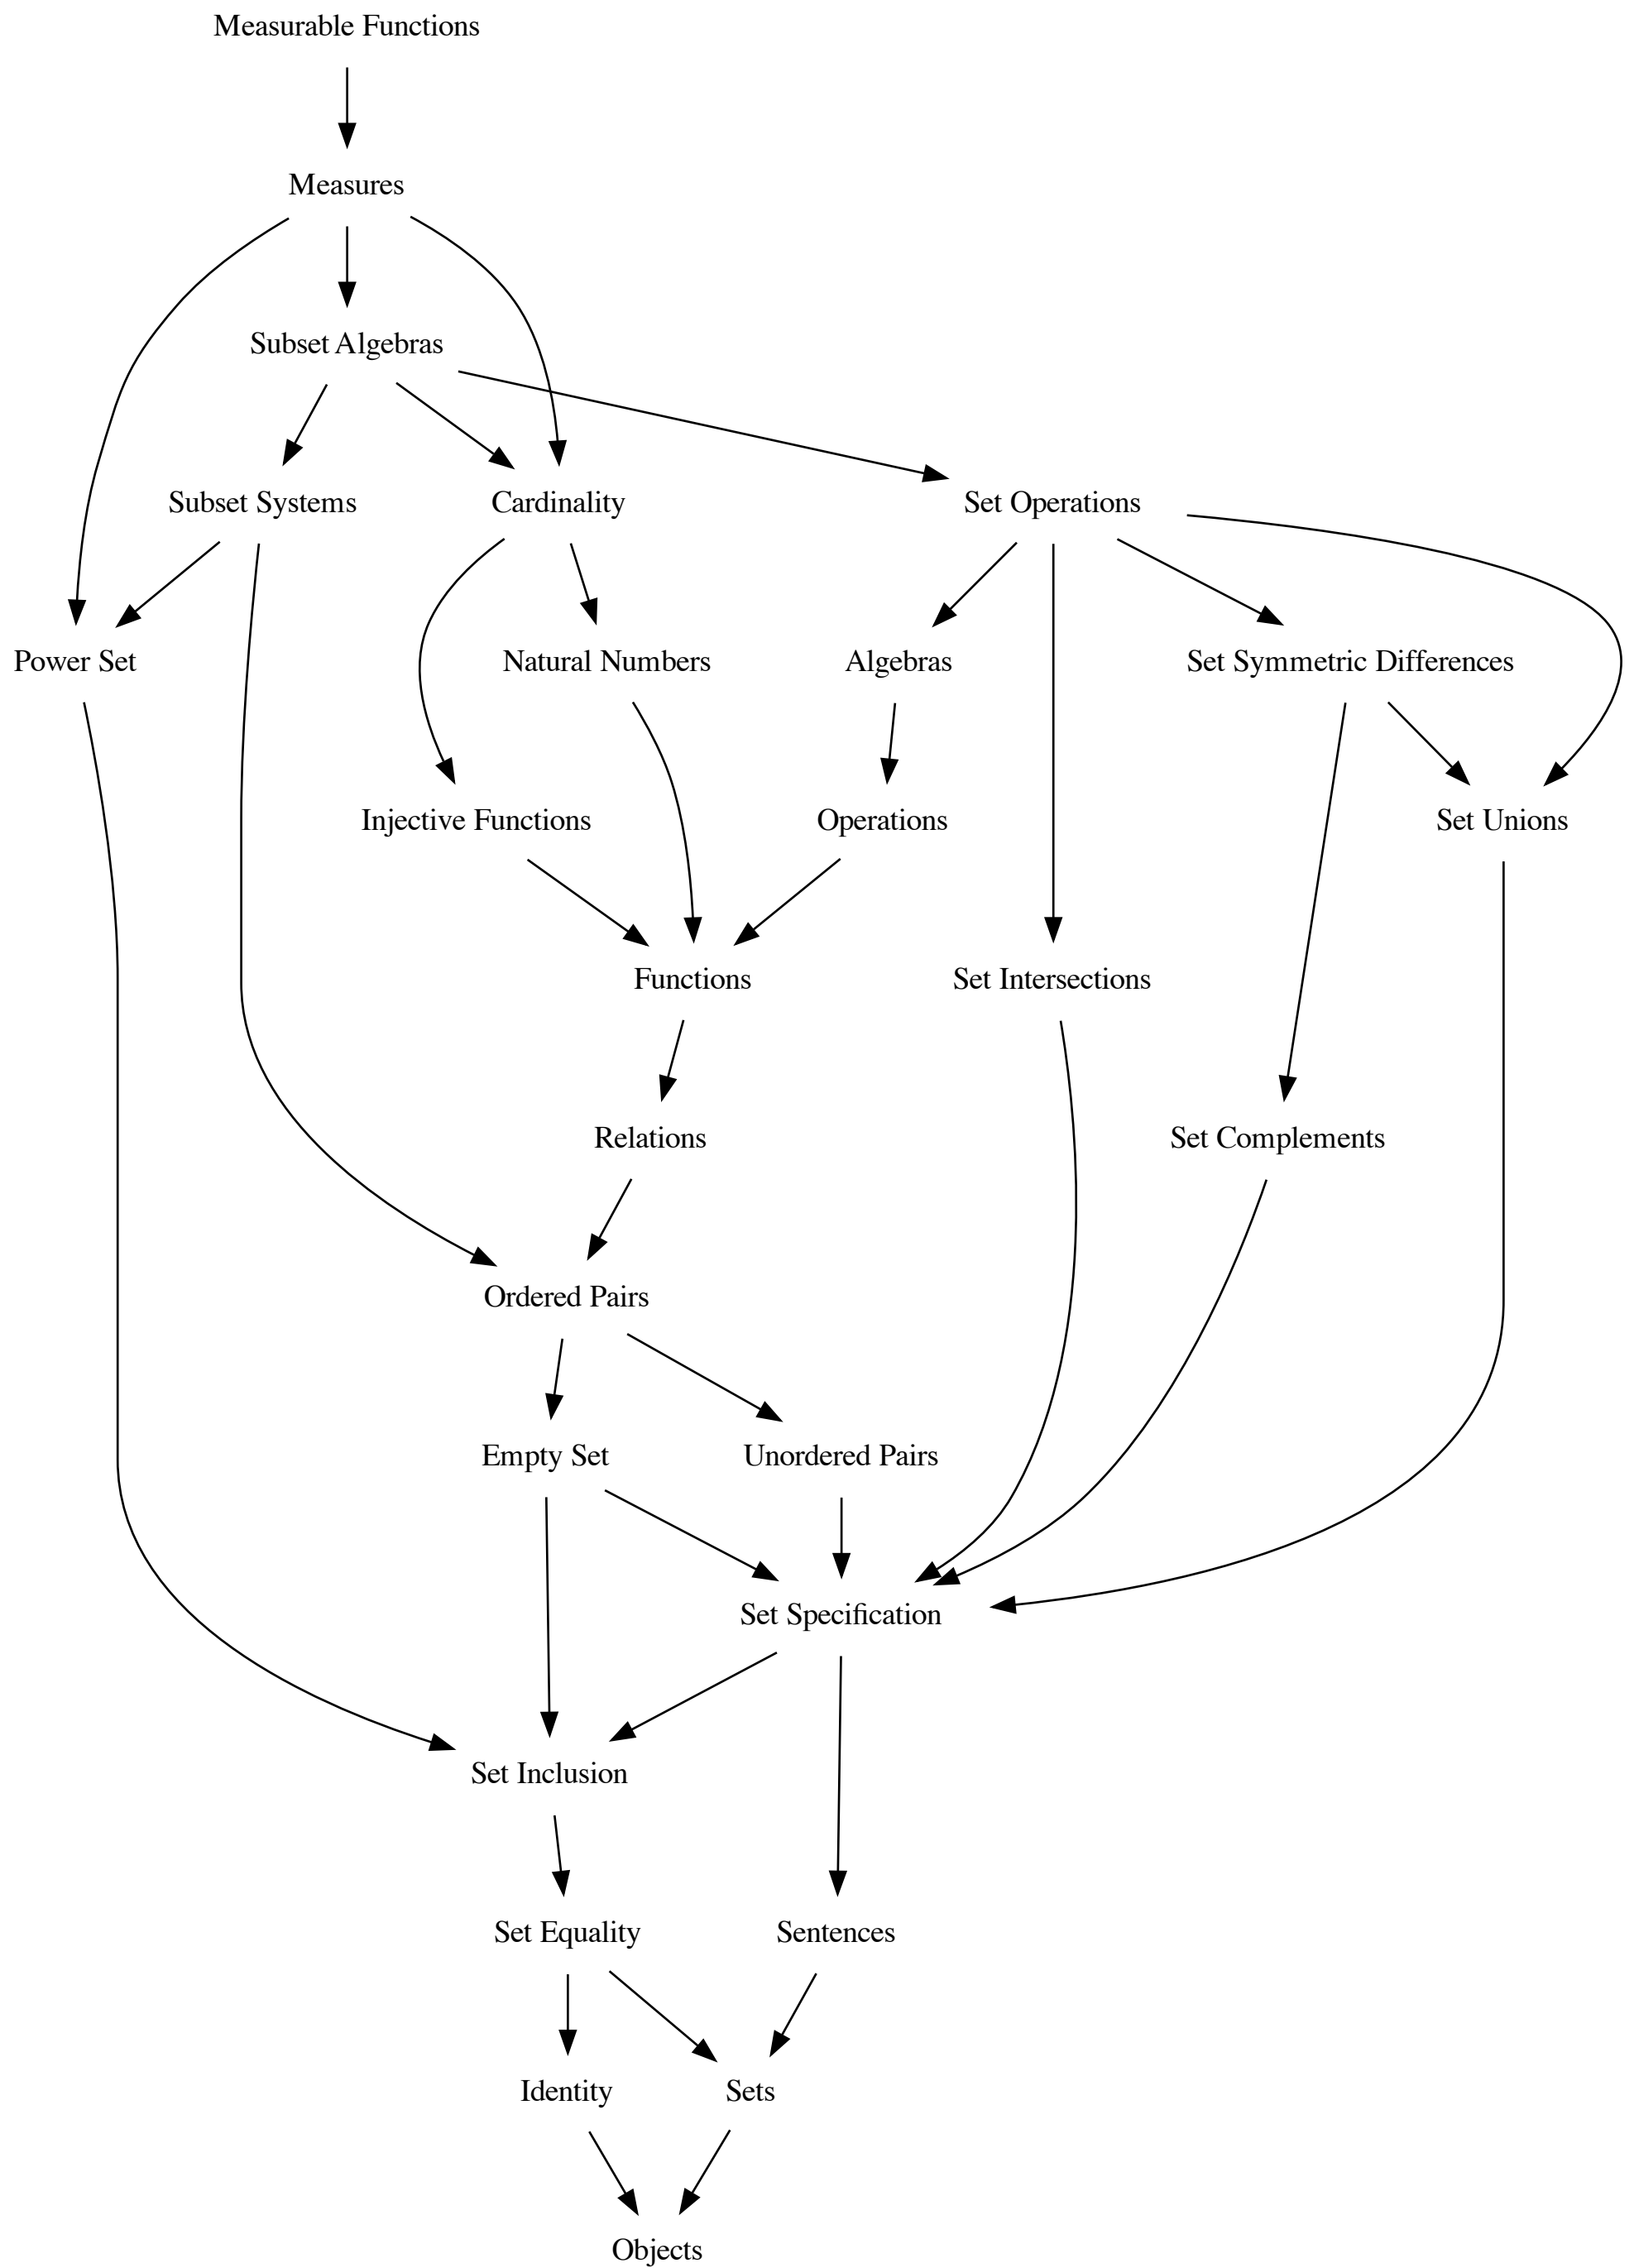 Measurable Functions
Measures
Subset Algebras
Subset Systems
Cardinality
Set Operations
Power Set
Natural Numbers
Algebras
Set Symmetric Differences
Injective Functions
Operations
Set Unions
Functions
Set Intersections
Relations
Set Complements
Ordered Pairs
Empty Set
Unordered Pairs
Set Specification
Set Inclusion
Set Equality
Sentences
Identity
Sets
Objects